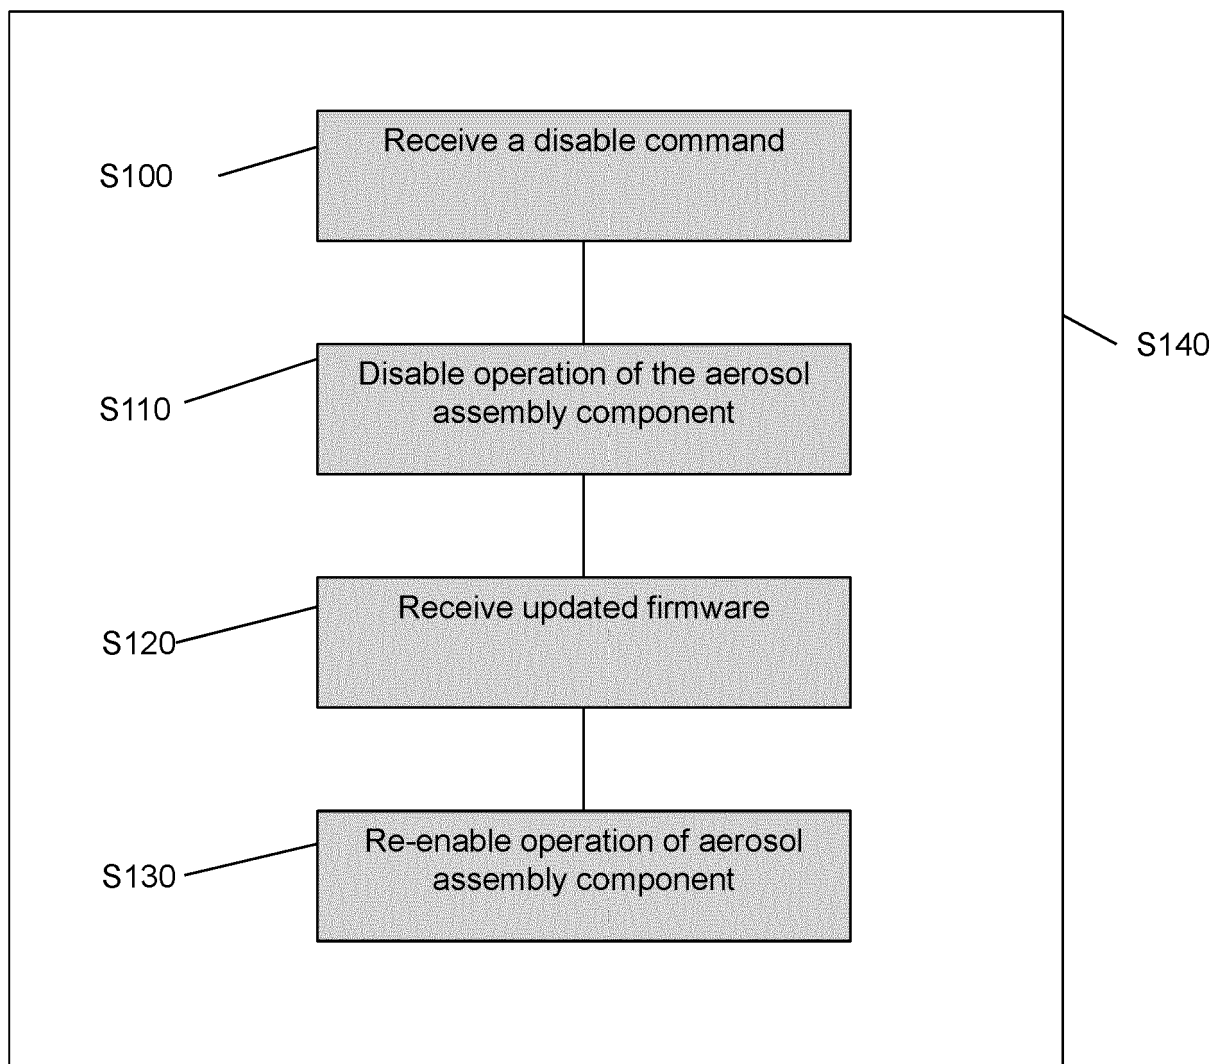 Receive a disable command
S100
S140
Disable operation of the aerosol
assembly component
S110
Receive updated firmware
S120
Re-enable operation of aerosol
assembly component
S130